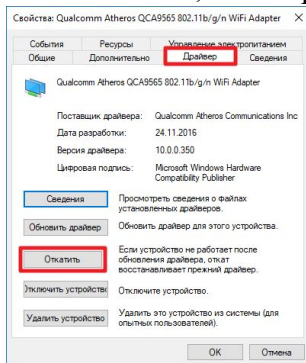 Свойства: Qualcomm Atheros QCA9565 802.11b/g/n WiFi Adapter
События Ресурсы Управление электропитанием
Общие Дополнительно Драйвер Сведения
Qualcomm Atheros QCA9565 802.11b/g/n WiFi Adapter
Поставщик драйвера: Qualcomm Atheros Communications Inc
Дата разработки: 24.11.2016
Версия драйвера: 10.0.0.350
Цифровая подпись: Microsoft Windows Hardware
Compatibility Publisher
Сведения Просмотреть сведения о файлах
установленных драйверов.
Обновить драйвер Обновить драйвер для этого устройства.
Откатить Если устройство не работает после
обновления драйвера, откат
восстанавливает прежний драйвер.
Отключить устройство Отключите устройство.
Удалить устройство Удалить это устройство из системы (для
опытных пользователей).
OK Отмена